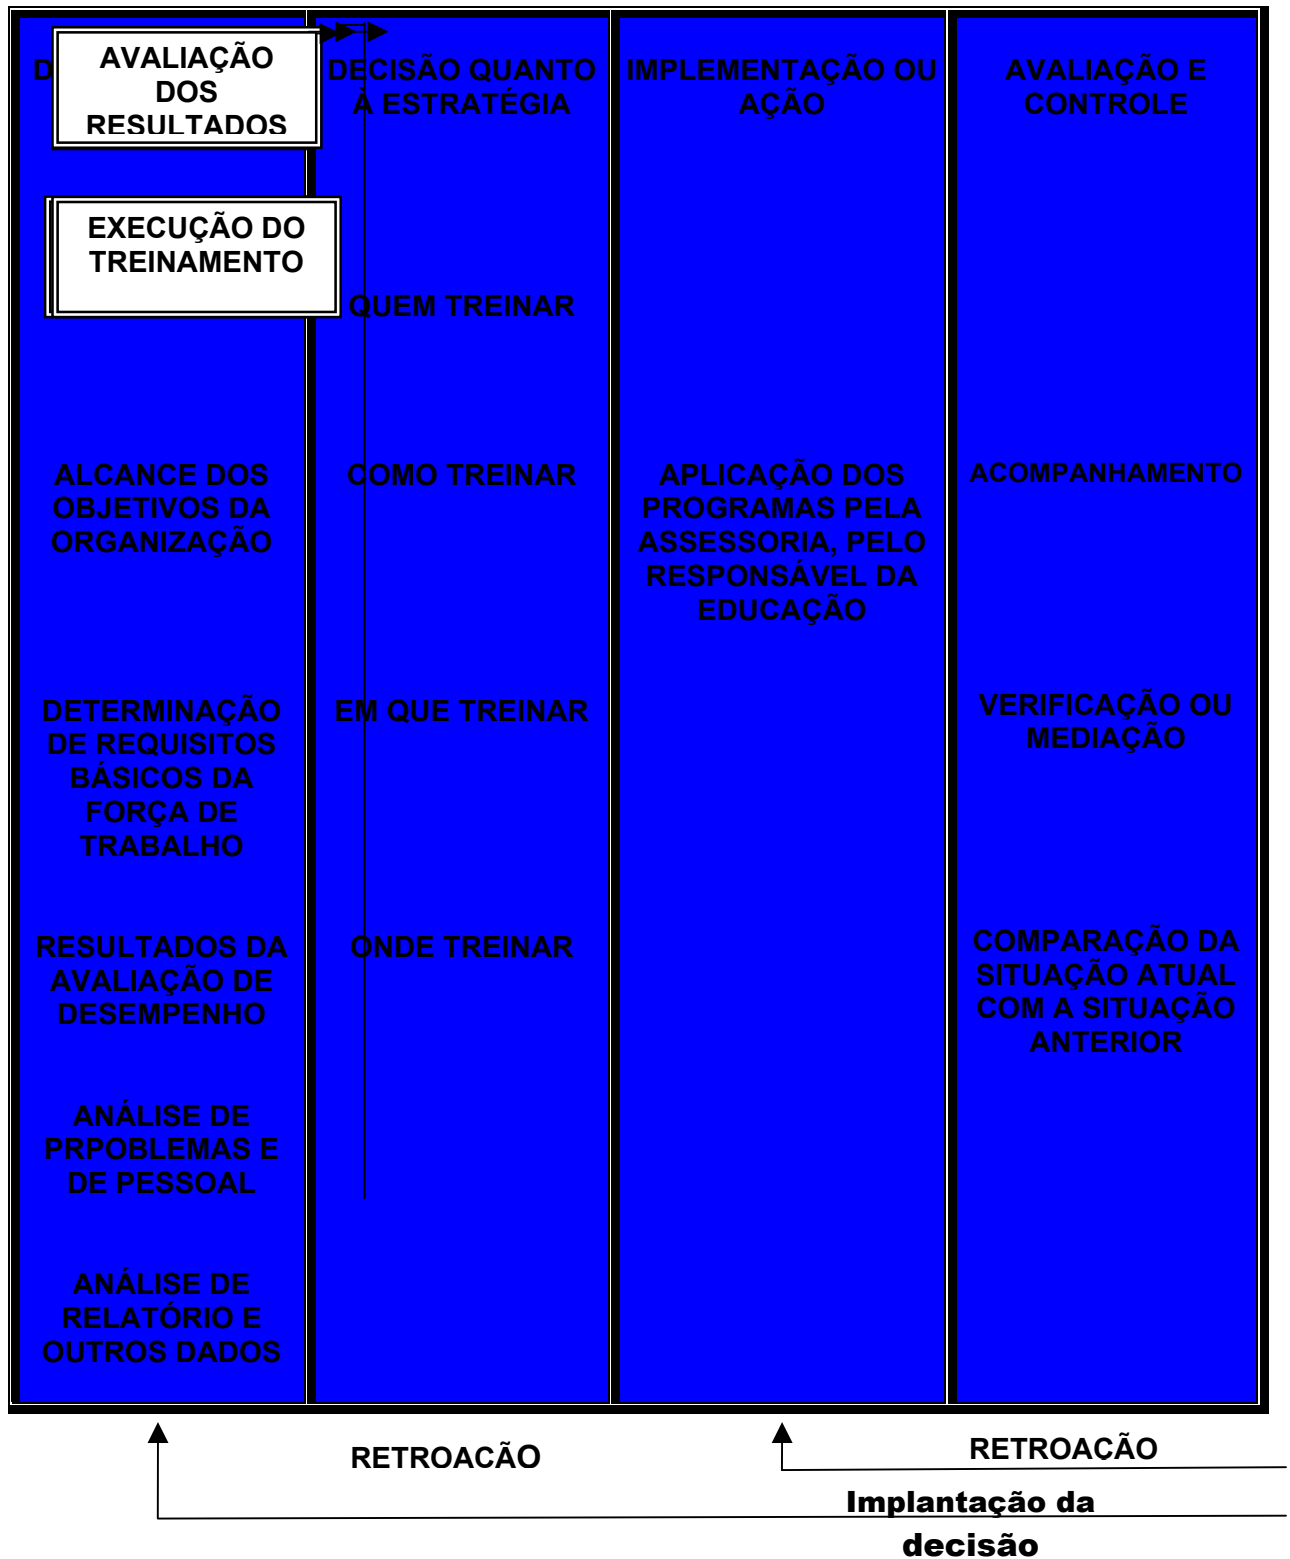 AVALIAÇÃO
DOS
RESULTADOS
EXECUÇÃO DO
TREINAMENTO
ALCANCE DOS
OBJETIVOS DA
ORGANIZAÇÃO
DETERMINAÇÃO
DE REQUISITOS
BÁSICOS DA
FORÇA DE
TRABALHO
RESULTADOS DA
AVALIAÇÃO DE
DESEMPENHO
ANÁLISE DE
PRPOBLEMAS E
DE PESSOAL
ANÁLISE DE
RELATÓRIO E
OUTROS DADOS
DECISÃO QUANTO
À ESTRATÉGIA
QUEM TREINAR
COMO TREINAR
EM QUE TREINAR
ONDE TREINAR
IMPLEMENTAÇÃO OU
AÇÃO
APLICAÇÃO DOS
PROGRAMAS PELA
ASSESSORIA, PELO
RESPONSÁVEL DA
EDUCAÇÃO
AVALIAÇÃO E
CONTROLE
ACOMPANHAMENTO
VERIFICAÇÃO OU
MEDIAÇÃO
COMPARAÇÃO DA
SITUAÇÃO ATUAL
COM A SITUAÇÃO
ANTERIOR
RETROAÇÃO
RETROAÇÃO
Implantação da
decisão